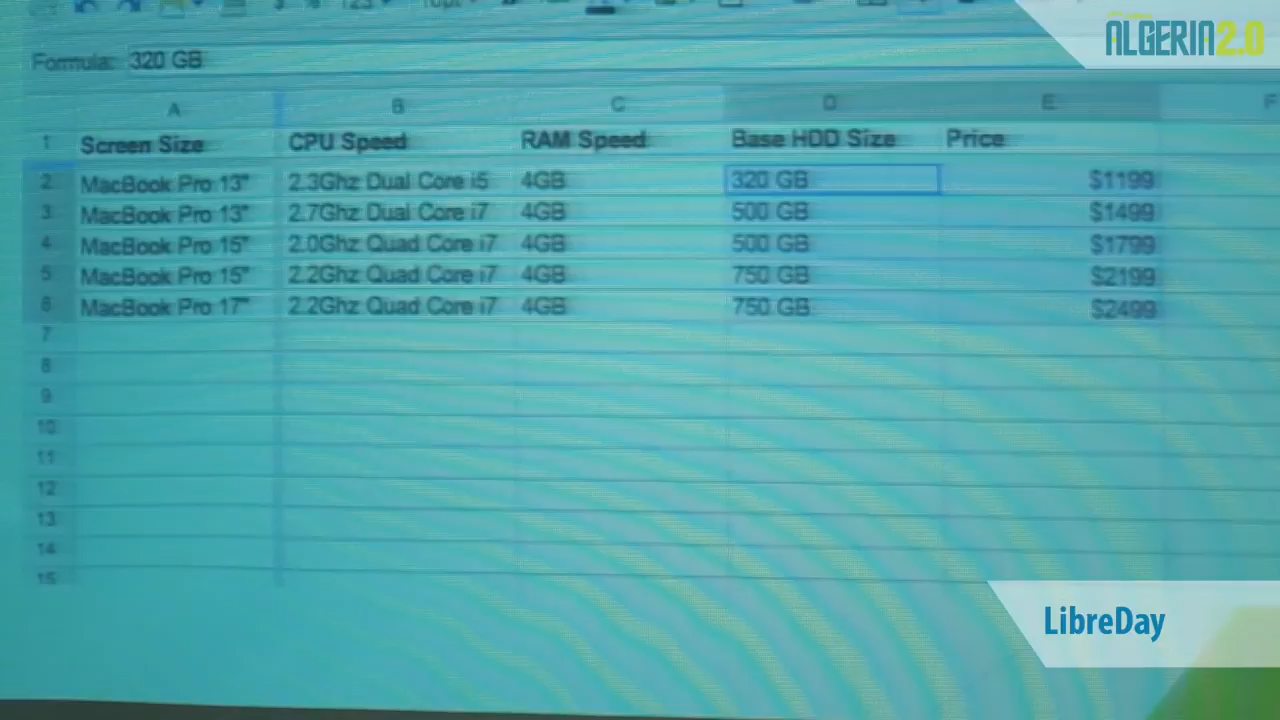 ALGERIA2.0
Formula: 320 GB
A B C D E F
1 Screen Size CPU Speed RAM Speed Base HDD Size Price
2 MacBook Pro 13" 2.3Ghz Dual Core i5 4GB 320 GB $1199
3 MacBook Pro 13" 2.7Ghz Dual Core i7 4GB 500 GB $1499
4 MacBook Pro 15" 2.0Ghz Quad Core i7 4GB 500 GB $1799
5 MacBook Pro 15" 2.2Ghz Quad Core i7 4GB 750 GB $2199
6 MacBook Pro 17" 2.2Ghz Quad Core i7 4GB 750 GB $2499
7
8
9
10
11
12
13
14
15
LibreDay